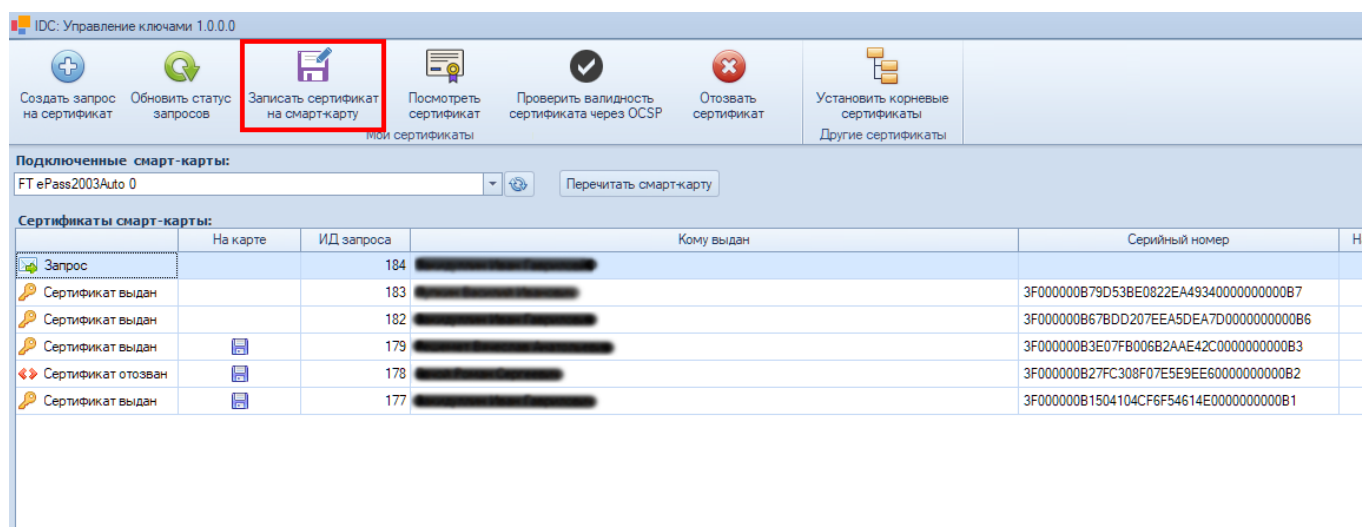 IDC: Управление ключами 1.0.0.0
Создать запрос на сертификат
Обновить статус запросов
Записать сертификат на смарт-карту
Посмотреть сертификат
Проверить валидность сертификата через OCSP
Отозвать сертификат
Установить корневые сертификаты
Мои сертификаты
Другие сертификаты
Подключенные смарт-карты:
FT ePass2003Auto 0
Перечитать смарт-карту
Сертификаты смарт-карты:
На карте ИД запроса Кому выдан Серийный номер Н
Запрос 184
Сертификат выдан 183 3F000000B79D53BE0822EA49340000000000B7
Сертификат выдан 182 3F000000B67BDD207EEA5DEA7D0000000000B6
Сертификат выдан 179 3F000000B3E07FB006B2AAE42C0000000000B3
Сертификат отозван 178 3F000000B27FC308F07E5E9EE60000000000B2
Сертификат выдан 177 3F000000B1504104CF6F54614E0000000000B1